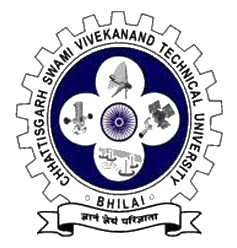 CHHATTISGARH SWAMI VIVEKANAND TECHNICAL UNIVERSITY
· BHILAI ·
ज्ञानं ज्ञेयं परिज्ञाता